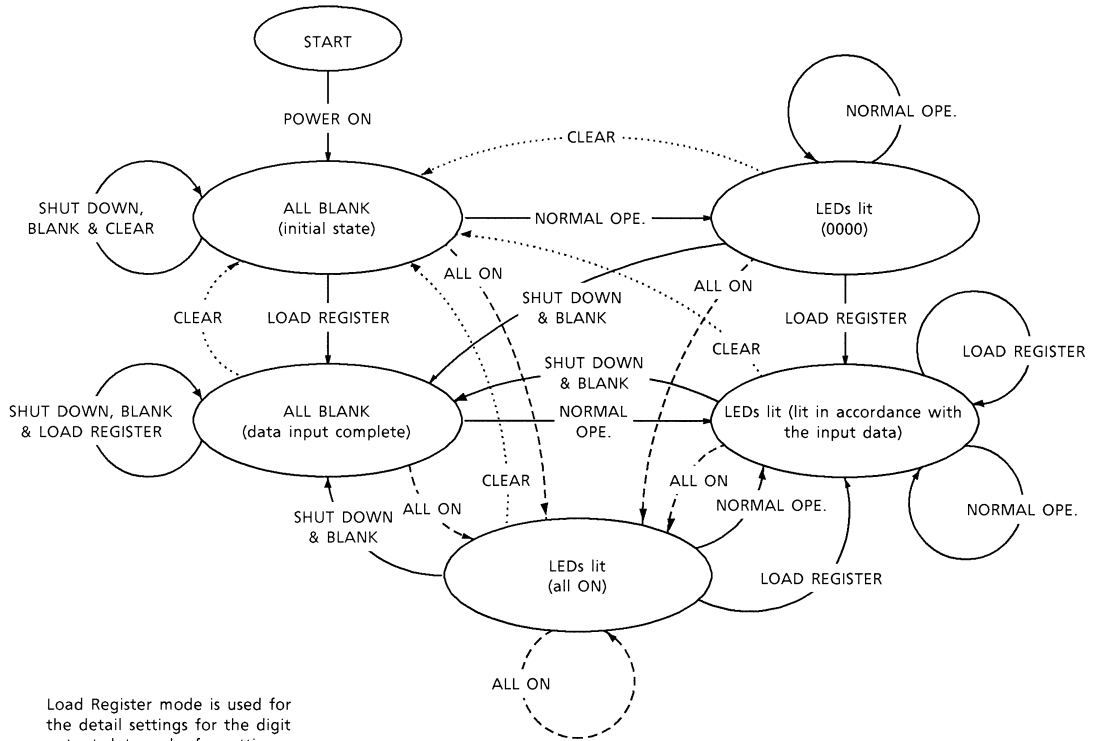 START
POWER ON
NORMAL OPE.
CLEAR
SHUT DOWN,
BLANK & CLEAR
ALL BLANK
(initial state)
NORMAL OPE.
LEDs lit
(0000)
ALL ON
ALL ON
SHUT DOWN
& BLANK
CLEAR
LOAD REGISTER
LOAD REGISTER
CLEAR
LOAD REGISTER
SHUT DOWN
& BLANK
SHUT DOWN, BLANK
& LOAD REGISTER
ALL BLANK
(data input complete)
NORMAL
OPE.
LEDs lit (lit in accordance with
the input data)
CLEAR
ALL ON
ALL ON
NORMAL OPE.
NORMAL OPE.
SHUT DOWN
& BLANK
LEDs lit
(all ON)
LOAD REGISTER
ALL ON
Load Register mode is used for
the detail settings for the digit